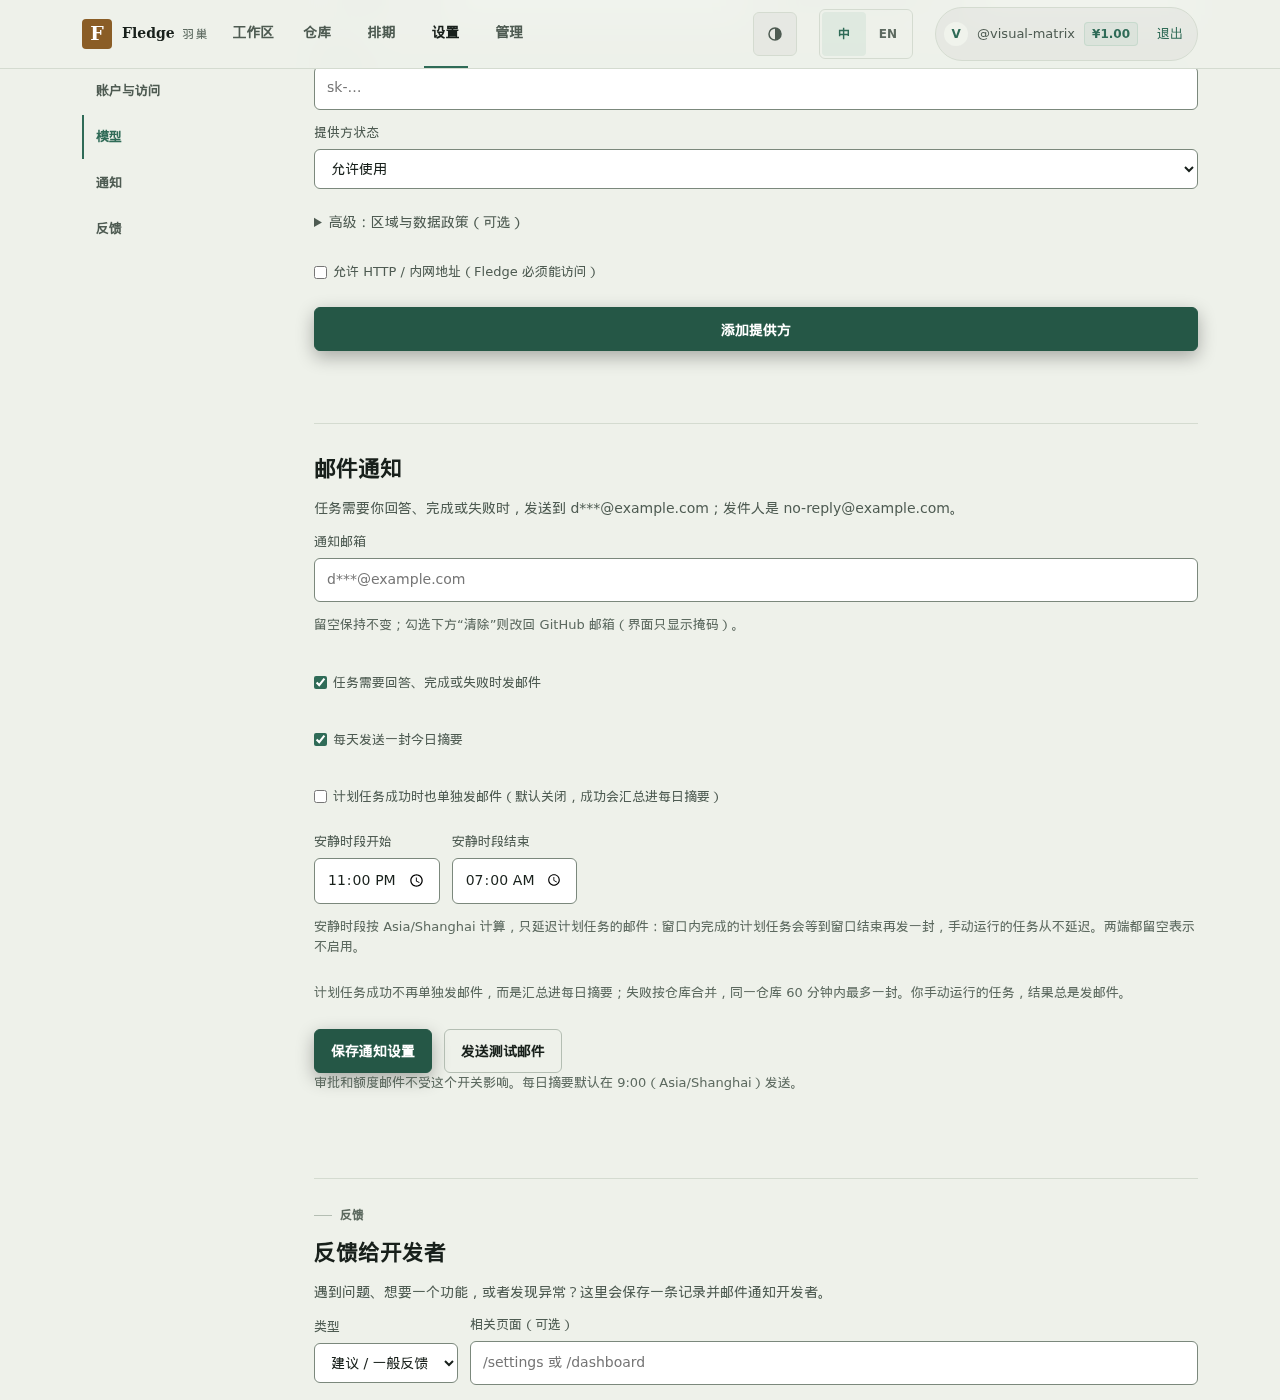 F Fledge 羽巢 工作区 仓库 排期 设置 管理 中 EN V @visual-matrix ¥1.00 退出
账户与访问
模型
通知
反馈
sk-...
提供方状态
允许使用
高级：区域与数据政策（可选）
允许 HTTP / 内网地址（Fledge 必须能访问）
添加提供方
邮件通知
任务需要你回答、完成或失败时，发送到 d***@example.com；发件人是 no-reply@example.com。
通知邮箱
d***@example.com
留空保持不变；勾选下方“清除”则改回 GitHub 邮箱（界面只显示掩码）。
任务需要回答、完成或失败时发邮件
每天发送一封今日摘要
计划任务成功时也单独发邮件（默认关闭，成功会汇总进每日摘要）
安静时段开始 安静时段结束
11:00 PM 07:00 AM
安静时段按 Asia/Shanghai 计算，只延迟计划任务的邮件：窗口内完成的计划任务会等到窗口结束再发一封，手动运行的任务从不延迟。两端都留空表示
不启用。
计划任务成功不再单独发邮件，而是汇总进每日摘要；失败按仓库合并，同一仓库 60 分钟内最多一封。你手动运行的任务，结果总是发邮件。
保存通知设置 发送测试邮件
审批和额度邮件不受这个开关影响。每日摘要默认在 9:00（Asia/Shanghai）发送。
反馈
反馈给开发者
遇到问题、想要一个功能，或者发现异常？这里会保存一条记录并邮件通知开发者。
类型 相关页面（可选）
建议 / 一般反馈 /settings 或 /dashboard